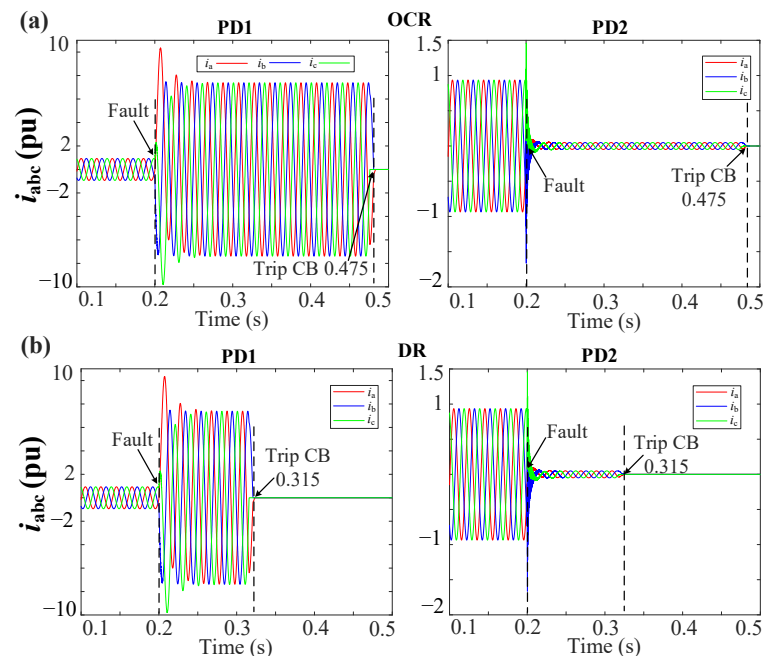 (a)
OCR
PD1
PD2
i_abc (pu)
10
2
−2
−10
i_a i_b i_c
Fault
Trip CB 0.475
0.1 0.2 0.3 0.4 0.5
Time (s)
1.5
−1
−2
i_a
i_b
i_c
Fault
Trip CB
0.475
0.1 0.2 0.3 0.4 0.5
Time (s)
(b)
DR
PD1
PD2
i_abc (pu)
10
2
−2
−10
i_a
i_b
i_c
Fault
Trip CB
0.315
0.1 0.2 0.3 0.4 0.5
Time (s)
1.5
−1
−2
i_a
i_b
i_c
Fault
Trip CB
0.315
0.1 0.2 0.3 0.4 0.5
Time (s)